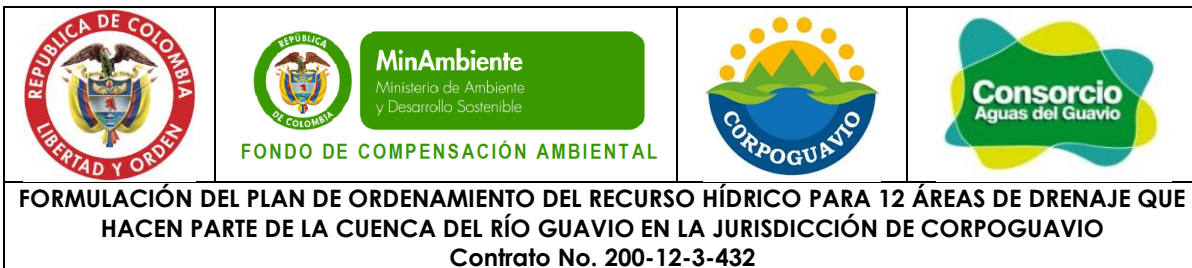 REPUBLICA DE COLOMBIA
LIBERTAD Y ORDEN
REPÚBLICA
DE COLOMBIA
MinAmbiente
Ministerio de Ambiente
y Desarrollo Sostenible
FONDO DE COMPENSACIÓN AMBIENTAL
CORPOGUAVIO
Consorcio
Aguas del Guavio
FORMULACIÓN DEL PLAN DE ORDENAMIENTO DEL RECURSO HÍDRICO PARA 12 ÁREAS DE DRENAJE QUE
HACEN PARTE DE LA CUENCA DEL RÍO GUAVIO EN LA JURISDICCIÓN DE CORPOGUAVIO
Contrato No. 200-12-3-432